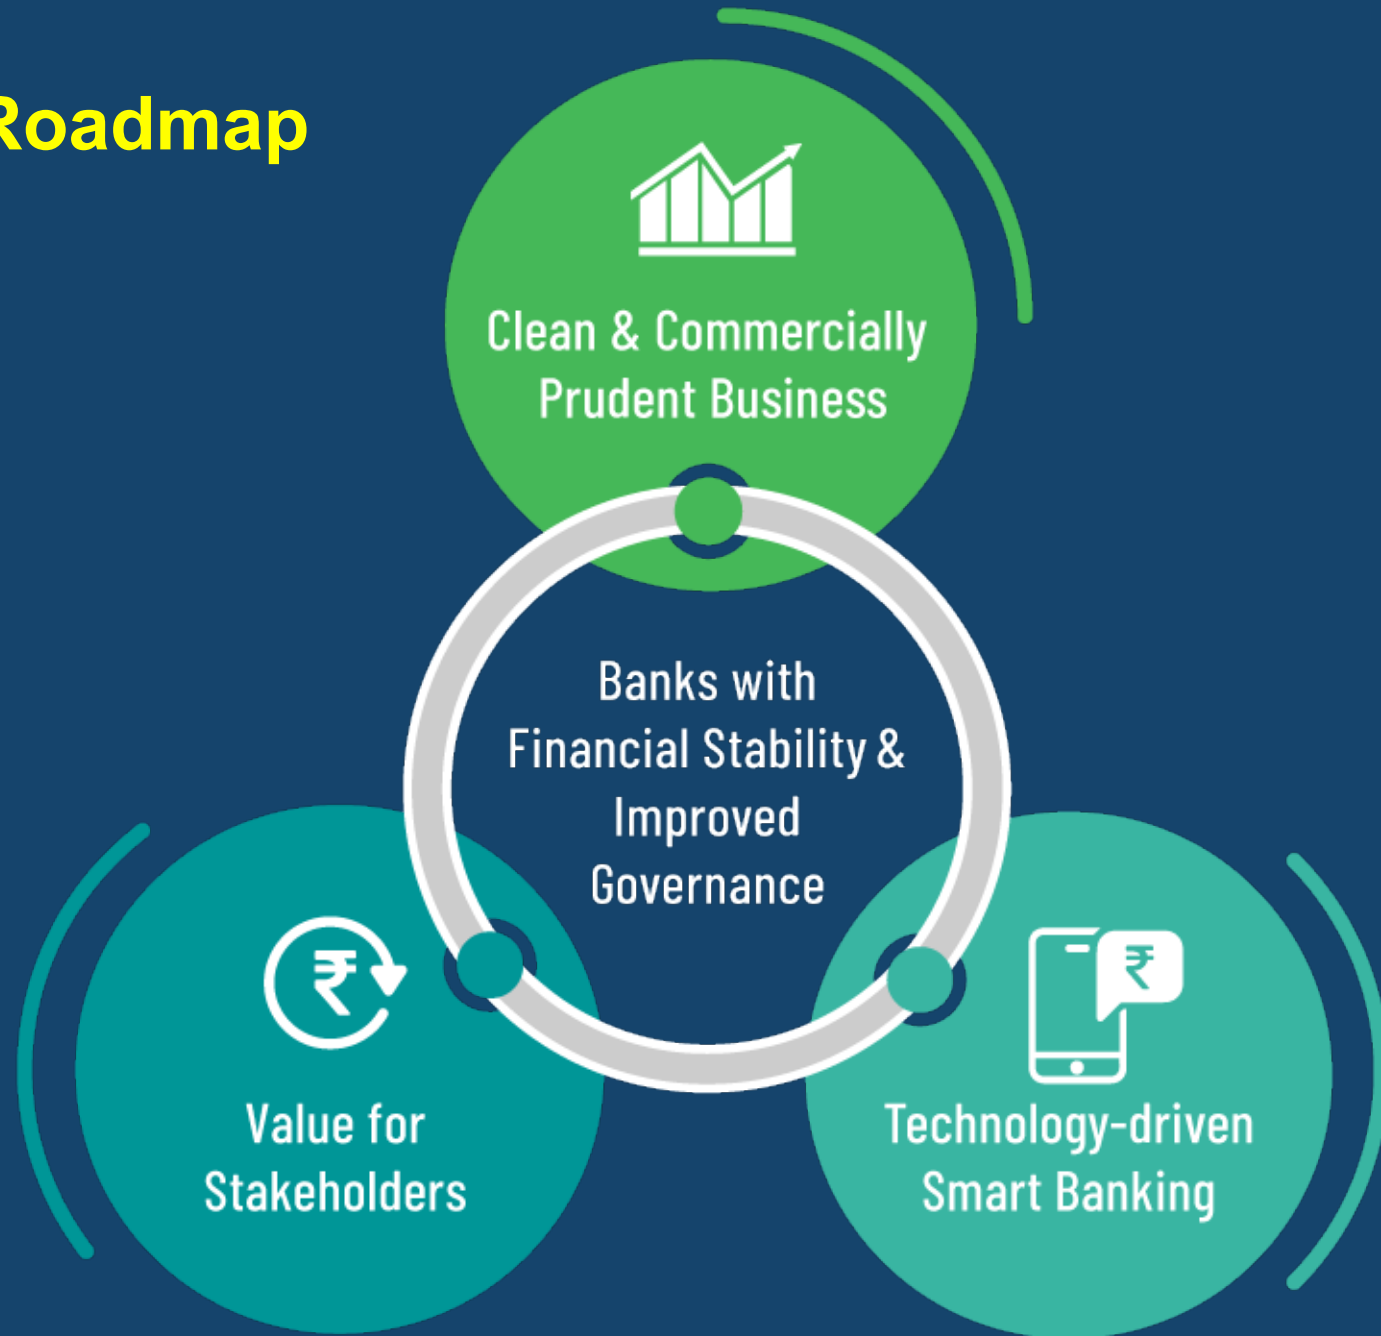 Roadmap
Clean & Commercially
Prudent Business
Banks with
Financial Stability &
Improved
Governance
₹
Value for
Stakeholders
₹
Technology-driven
Smart Banking